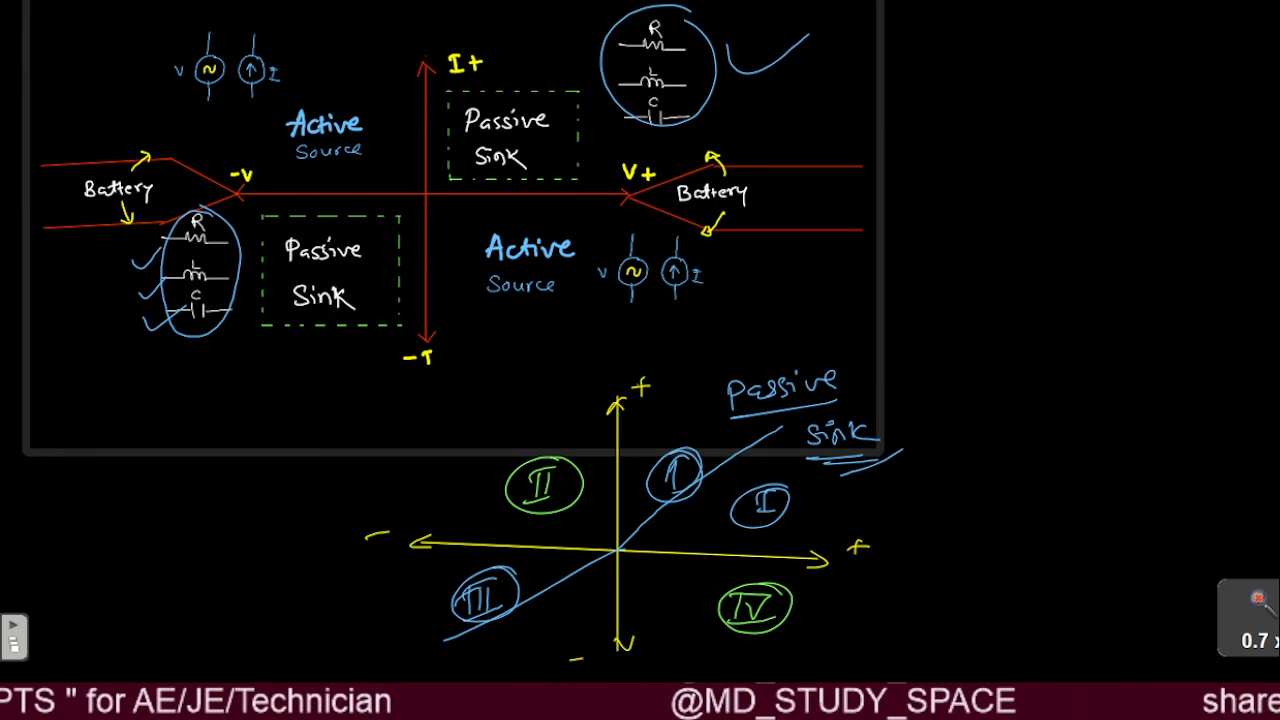 R
L
C
V
I
I+
Active
Source
Passive
Sink
-V
V+
Battery
Battery
R
L
C
Passive
Sink
Active
Source
V
I
-I
+
Passive
Sink
II
I
I
-
+
III
IV
-
PTS " for AE/JE/Technician
@MD_STUDY_SPACE
share
0.7 x